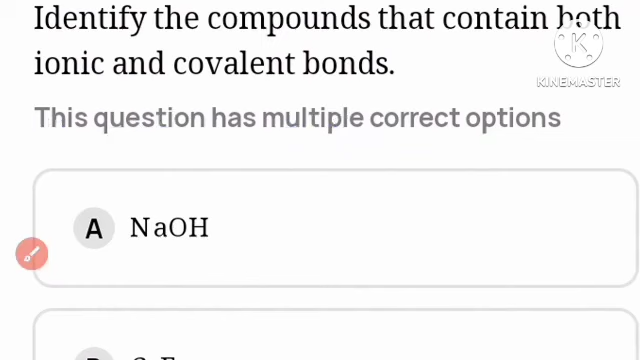 Identify the compounds that contain both
ionic and covalent bonds.
K
KINEMASTER
This question has multiple correct options
A NaOH